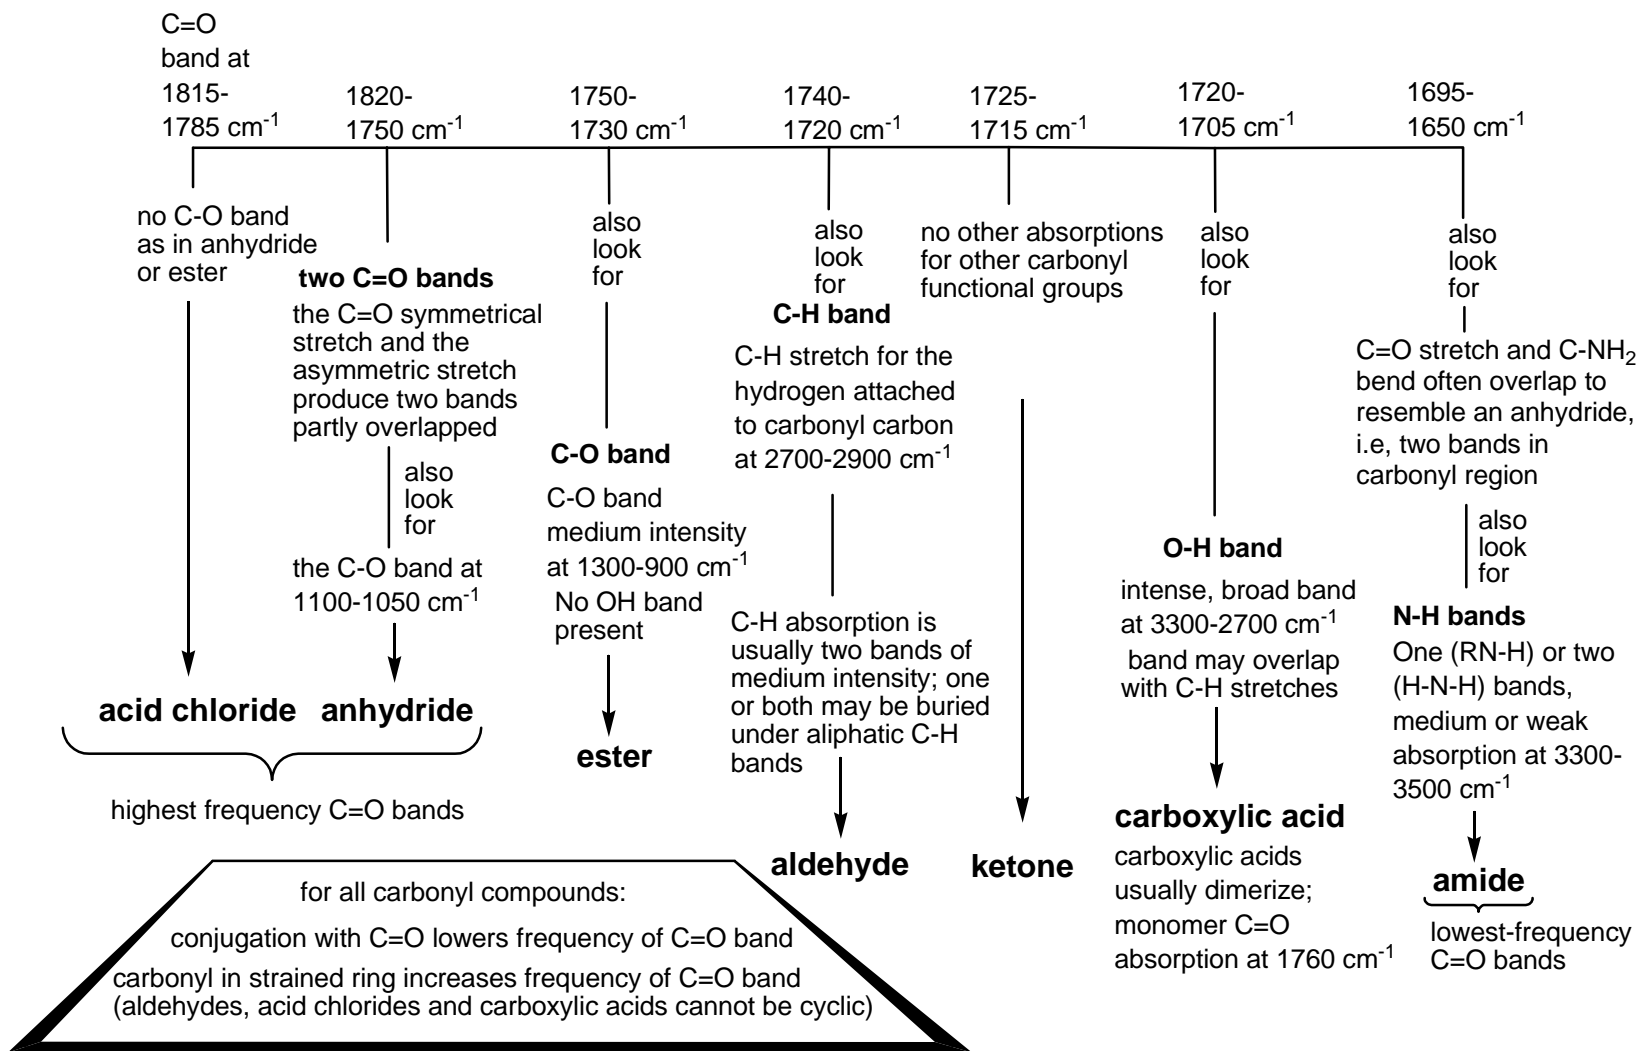 C=O
band at
1815-
1785 cm-1
1820-
1750 cm-1
1750-
1730 cm-1
1740-
1720 cm-1
1725-
1715 cm-1
1720-
1705 cm-1
1695-
1650 cm-1
no C-O band
as in anhydride
or ester
acid chloride
two C=O bands
the C=O symmetrical
stretch and the
asymmetric stretch
produce two bands
partly overlapped
also
look
for
the C-O band at
1100-1050 cm-1
anhydride
highest frequency C=O bands
also
look
for
C-O band
C-O band
medium intensity
at 1300-900 cm-1
No OH band
present
ester
also
look
for
C-H band
C-H stretch for the
hydrogen attached
to carbonyl carbon
at 2700-2900 cm-1
C-H absorption is
usually two bands of
medium intensity; one
or both may be buried
under aliphatic C-H
bands
aldehyde
no other absorptions
for other carbonyl
functional groups
ketone
also
look
for
O-H band
intense, broad band
at 3300-2700 cm-1
band may overlap
with C-H stretches
carboxylic acid
carboxylic acids
usually dimerize;
monomer C=O
absorption at 1760 cm-1
also
look
for
C=O stretch and C-NH2
bend often overlap to
resemble an anhydride,
i.e, two bands in
carbonyl region
also
look
for
N-H bands
One (RN-H) or two
(H-N-H) bands,
medium or weak
absorption at 3300-
3500 cm-1
amide
lowest-frequency
C=O bands
for all carbonyl compounds:
conjugation with C=O lowers frequency of C=O band
carbonyl in strained ring increases frequency of C=O band
(aldehydes, acid chlorides and carboxylic acids cannot be cyclic)